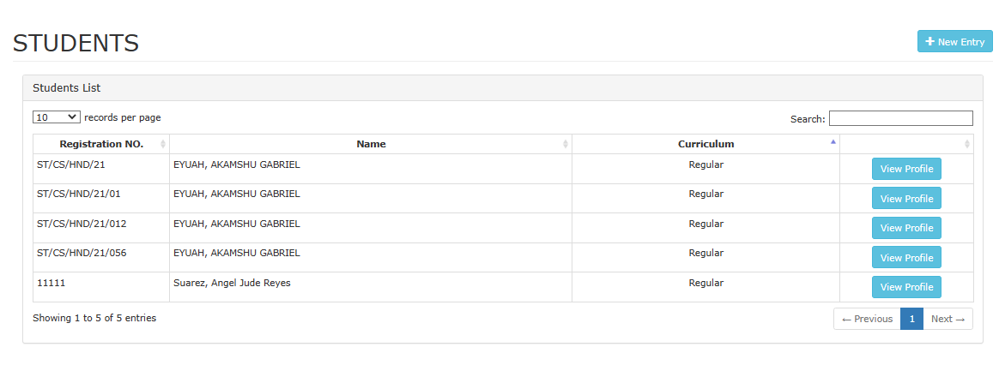 STUDENTS
+ New Entry
Students List
10 records per page
Search:
Registration NO. Name Curriculum
ST/CS/HND/21 EYUAH, AKAMSHU GABRIEL Regular View Profile
ST/CS/HND/21/01 EYUAH, AKAMSHU GABRIEL Regular View Profile
ST/CS/HND/21/012 EYUAH, AKAMSHU GABRIEL Regular View Profile
ST/CS/HND/21/056 EYUAH, AKAMSHU GABRIEL Regular View Profile
11111 Suarez, Angel Jude Reyes Regular View Profile
Showing 1 to 5 of 5 entries
← Previous 1 Next →